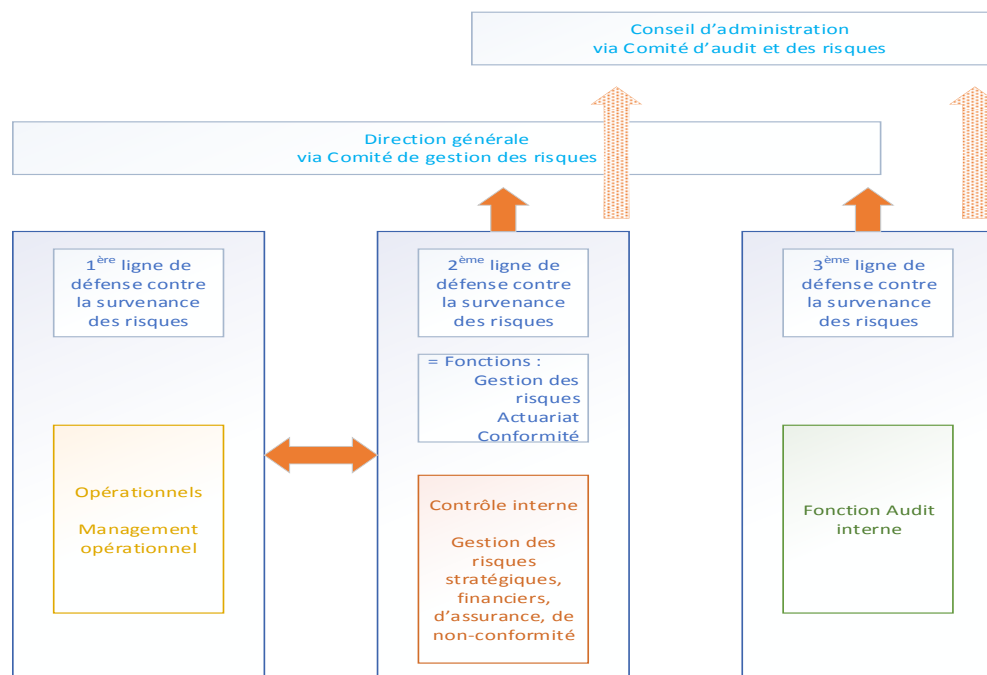 Conseil d’administration
via Comité d’audit et des risques
Direction générale
via Comité de gestion des risques
1ère ligne de
défense contre
la survenance
des risques
Opérationnels
Management
opérationnel
2ème ligne de
défense contre
la survenance
des risques
= Fonctions :
Gestion des
risques
Actuariat
Conformité
Contrôle interne
Gestion des
risques
stratégiques,
financiers,
d’assurance, de
non-conformité
3ème ligne de
défense contre
la survenance
des risques
Fonction Audit
interne